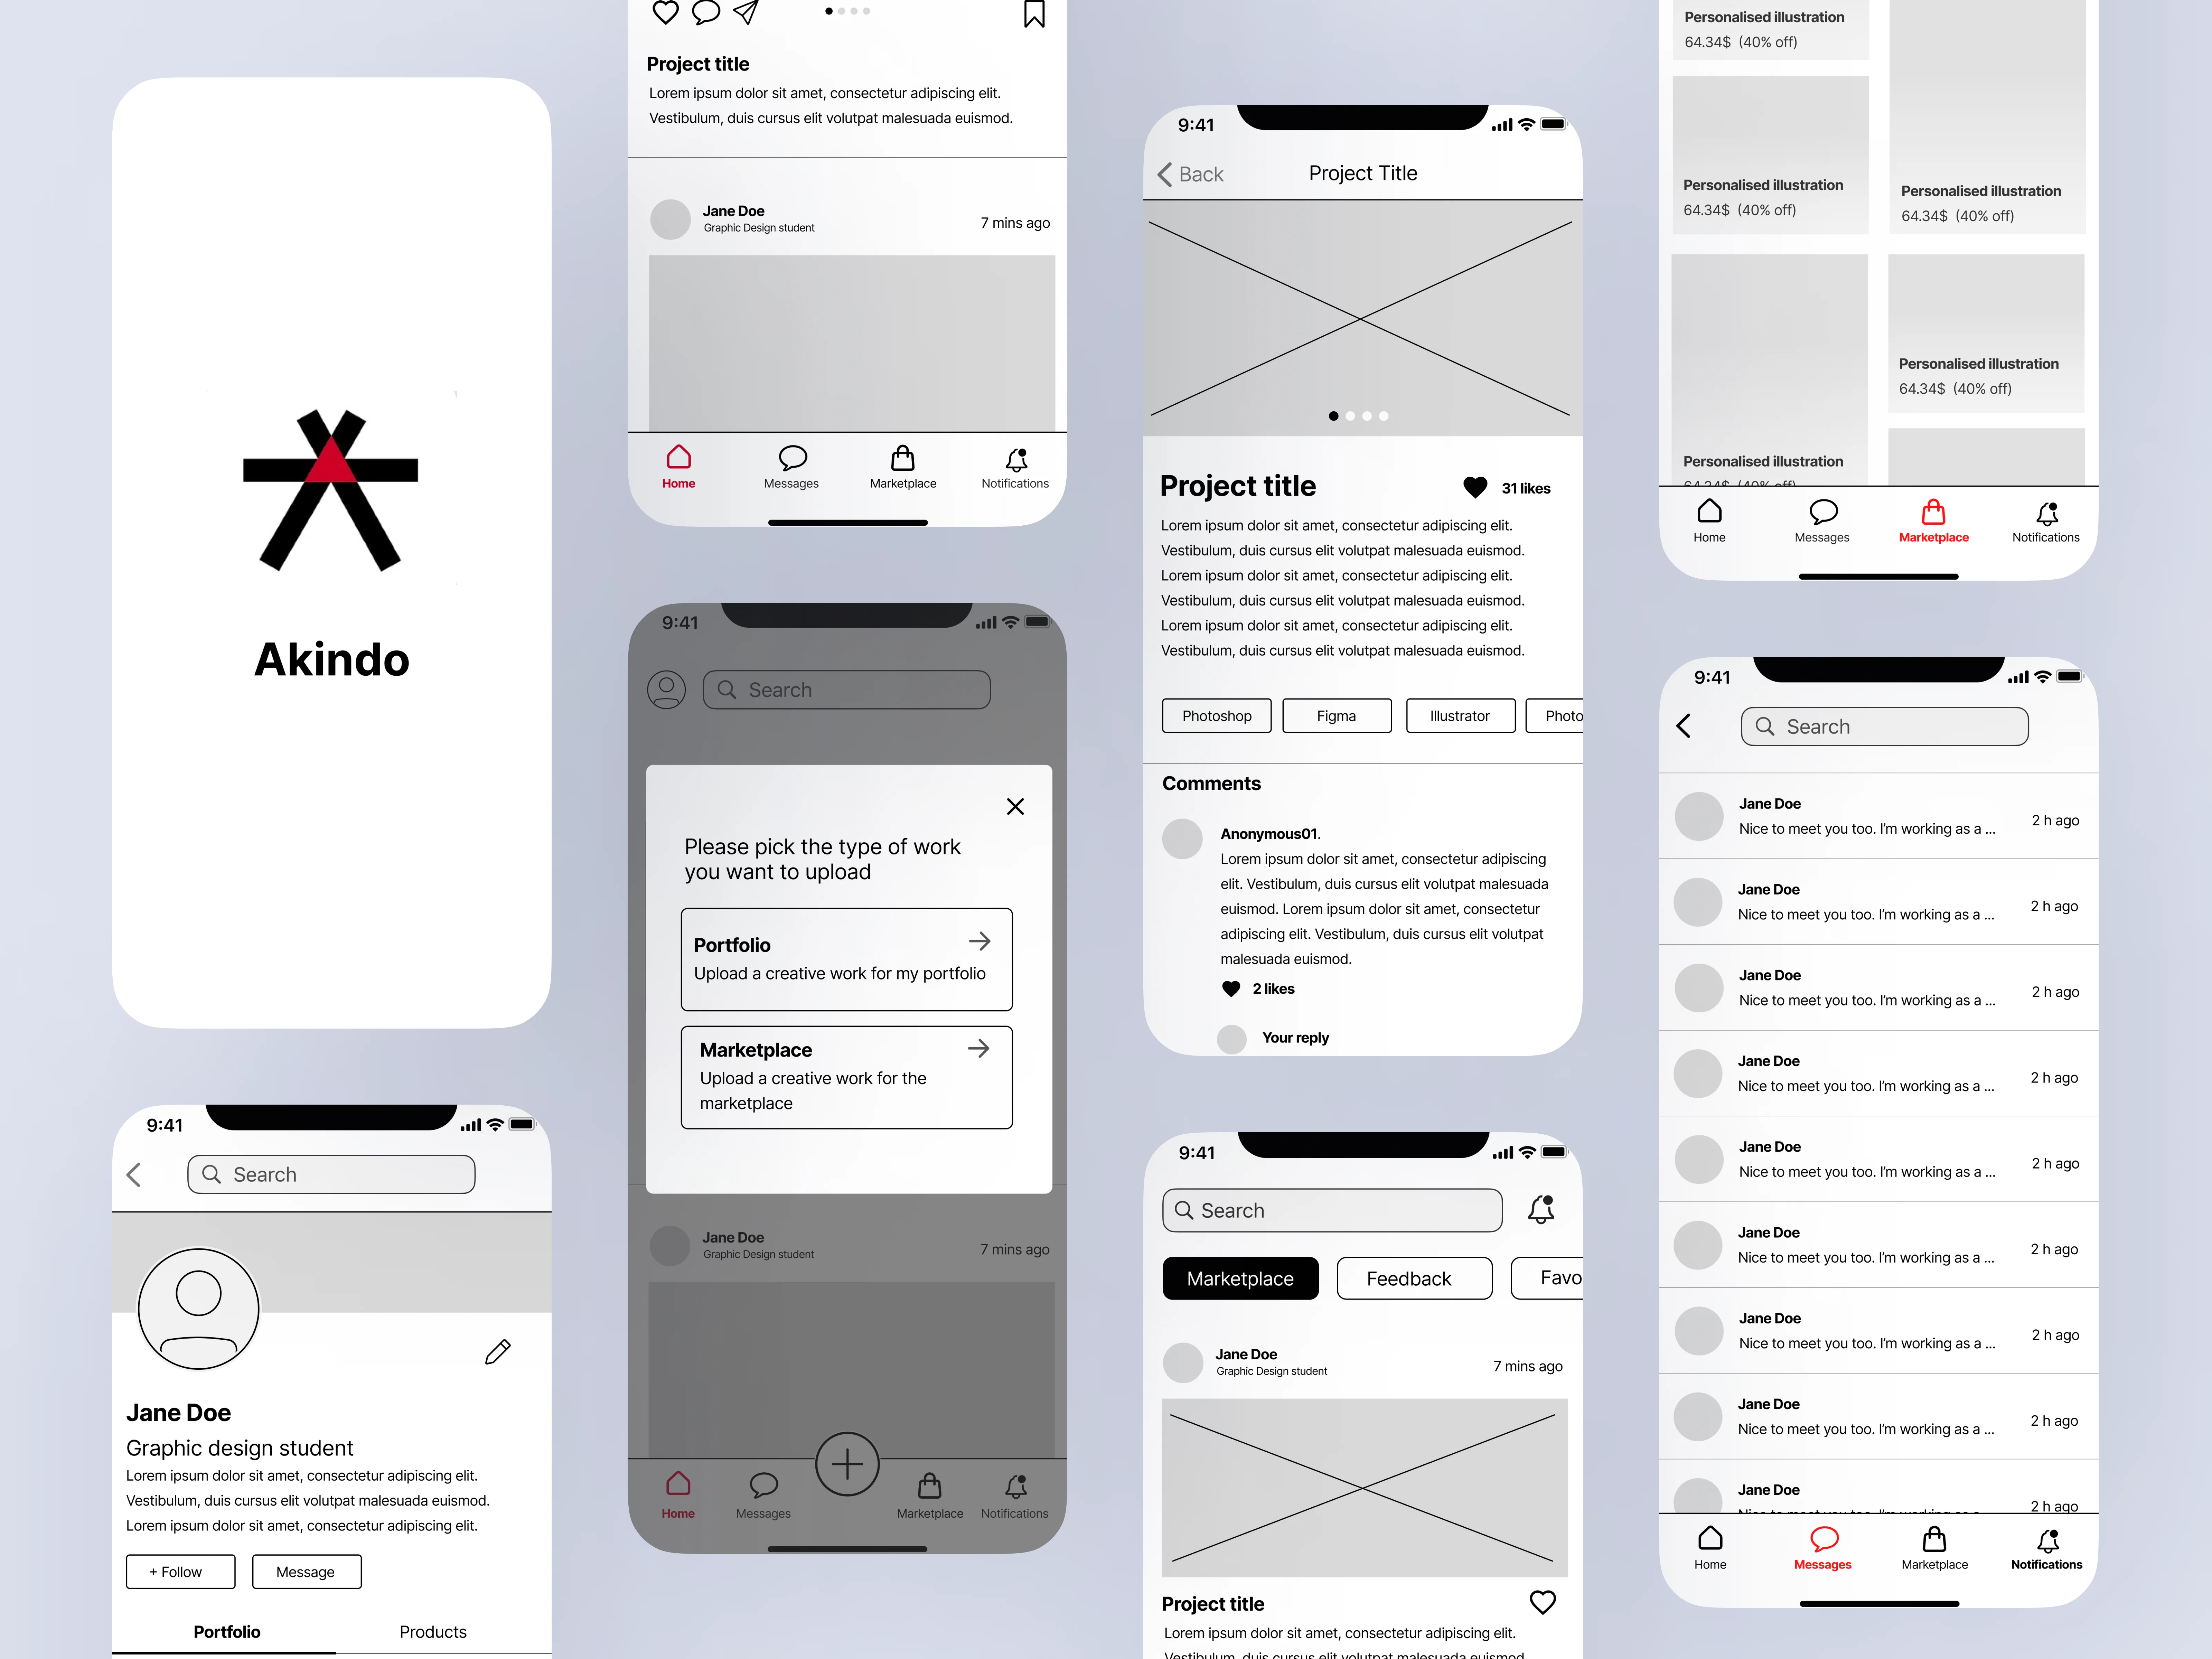 Akindo
9:41
Search
Jane Doe
Graphic design student
Lorem ipsum dolor sit amet, consectetur adipiscing elit.
Vestibulum, duis cursus elit volutpat malesuada euismod.
Lorem ipsum dolor sit amet, consectetur adipiscing elit.
+ Follow
Message
Portfolio
Products
Project title
Lorem ipsum dolor sit amet, consectetur adipiscing elit.
Vestibulum, duis cursus elit volutpat malesuada euismod.
Jane Doe
Graphic Design student
7 mins ago
Home
Messages
Marketplace
Notifications
9:41
Search
Please pick the type of work
you want to upload
Portfolio
Upload a creative work for my portfolio
Marketplace
Upload a creative work for the
marketplace
Jane Doe
Graphic Design student
7 mins ago
Home
Messages
Marketplace
Notifications
9:41
Back
Project Title
Project title
31 likes
Lorem ipsum dolor sit amet, consectetur adipiscing elit.
Vestibulum, duis cursus elit volutpat malesuada euismod.
Lorem ipsum dolor sit amet, consectetur adipiscing elit.
Vestibulum, duis cursus elit volutpat malesuada euismod.
Lorem ipsum dolor sit amet, consectetur adipiscing elit.
Vestibulum, duis cursus elit volutpat malesuada euismod.
Photoshop
Figma
Illustrator
Photo
Comments
Anonymous01.
Lorem ipsum dolor sit amet, consectetur adipiscing
elit. Vestibulum, duis cursus elit volutpat malesuada
euismod. Lorem ipsum dolor sit amet, consectetur
adipiscing elit. Vestibulum, duis cursus elit volutpat
malesuada euismod.
2 likes
Your reply
9:41
Search
Marketplace
Feedback
Favo
Jane Doe
Graphic Design student
7 mins ago
Project title
Lorem ipsum dolor sit amet, consectetur adipiscing elit.
Vestibulum, duis cursus elit volutpat malesuada euismod
Personalised illustration
64.34$ (40% off)
Personalised illustration
64.34$ (40% off)
Personalised illustration
64.34$ (40% off)
Personalised illustration
64.34$ (40% off)
Personalised illustration
64.34$ (40% off)
Home
Messages
Marketplace
Notifications
9:41
Search
Jane Doe
Nice to meet you too. I'm working as a ...
2 h ago
Jane Doe
Nice to meet you too. I'm working as a ...
2 h ago
Jane Doe
Nice to meet you too. I'm working as a ...
2 h ago
Jane Doe
Nice to meet you too. I'm working as a ...
2 h ago
Jane Doe
Nice to meet you too. I'm working as a ...
2 h ago
Jane Doe
Nice to meet you too. I'm working as a ...
2 h ago
Jane Doe
Nice to meet you too. I'm working as a ...
2 h ago
Jane Doe
Nice to meet you too. I'm working as a ...
2 h ago
Jane Doe
2 h ago
Home
Messages
Marketplace
Notifications